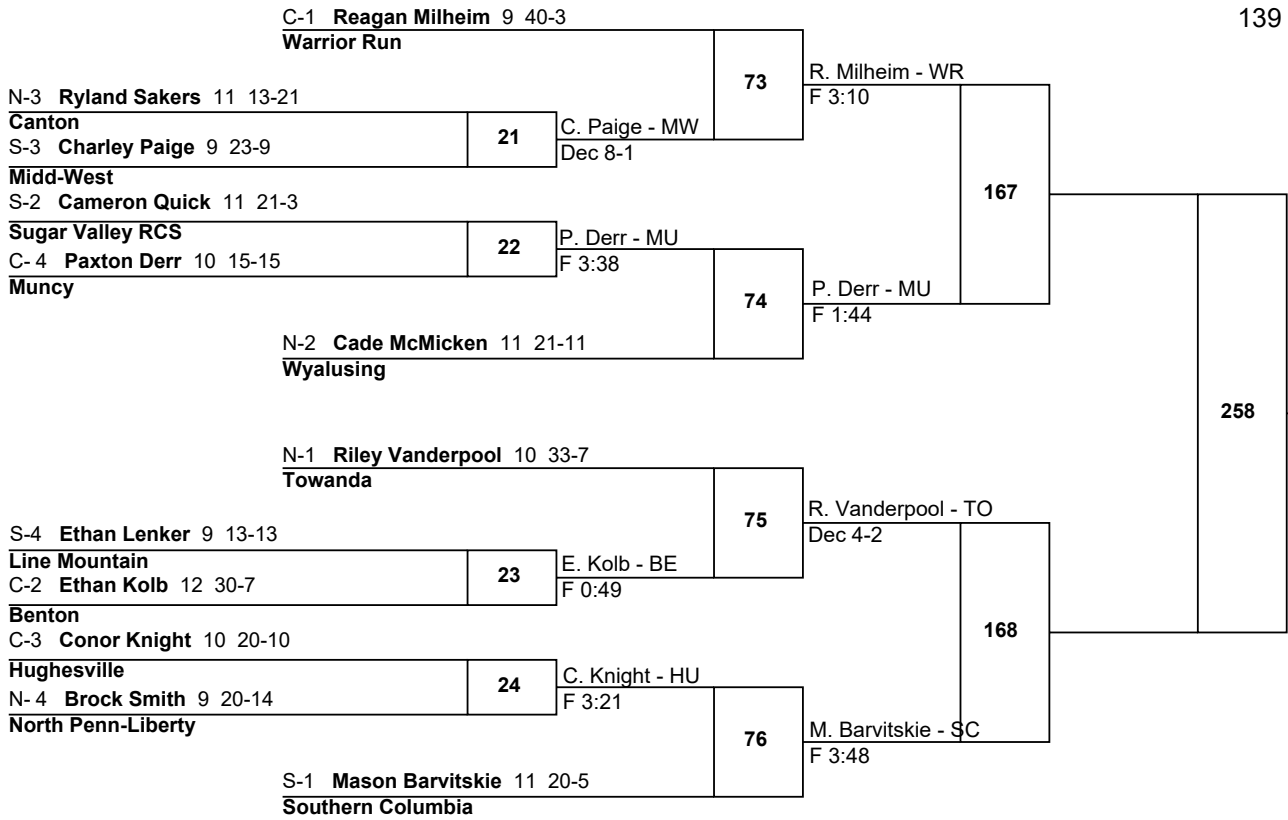 139
C-1 Reagan Milheim 9 40-3
Warrior Run
73
R. Milheim - WR
F 3:10
N-3 Ryland Sakers 11 13-21
Canton
21
C. Paige - MW
Dec 8-1
S-3 Charley Paige 9 23-9
Midd-West
167
S-2 Cameron Quick 11 21-3
Sugar Valley RCS
22
P. Derr - MU
F 3:38
C- 4 Paxton Derr 10 15-15
Muncy
74
P. Derr - MU
F 1:44
N-2 Cade McMicken 11 21-11
Wyalusing
258
N-1 Riley Vanderpool 10 33-7
Towanda
75
R. Vanderpool - TO
Dec 4-2
S-4 Ethan Lenker 9 13-13
Line Mountain
23
E. Kolb - BE
F 0:49
C-2 Ethan Kolb 12 30-7
Benton
168
C-3 Conor Knight 10 20-10
Hughesville
24
C. Knight - HU
F 3:21
N- 4 Brock Smith 9 20-14
North Penn-Liberty
76
M. Barvitskie - SC
F 3:48
S-1 Mason Barvitskie 11 20-5
Southern Columbia